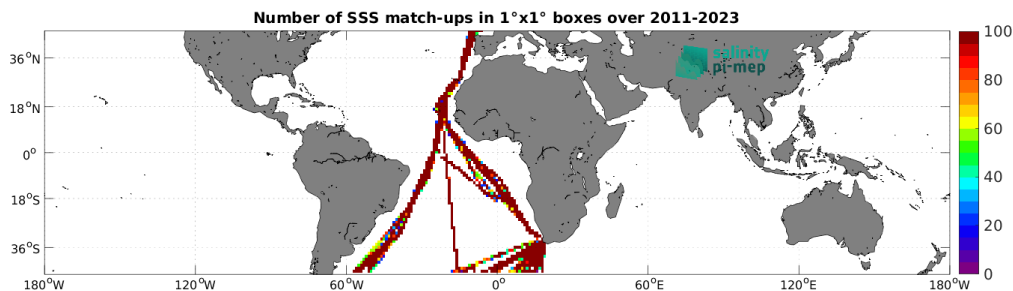 Number of SSS match-ups in 1°x1° boxes over 2011-2023
salinity
pi-mep
36°N
18°N
0°
18°S
36°S
180°W
120°W
60°W
0°
60°E
120°E
180°W
100
80
60
40
20
0